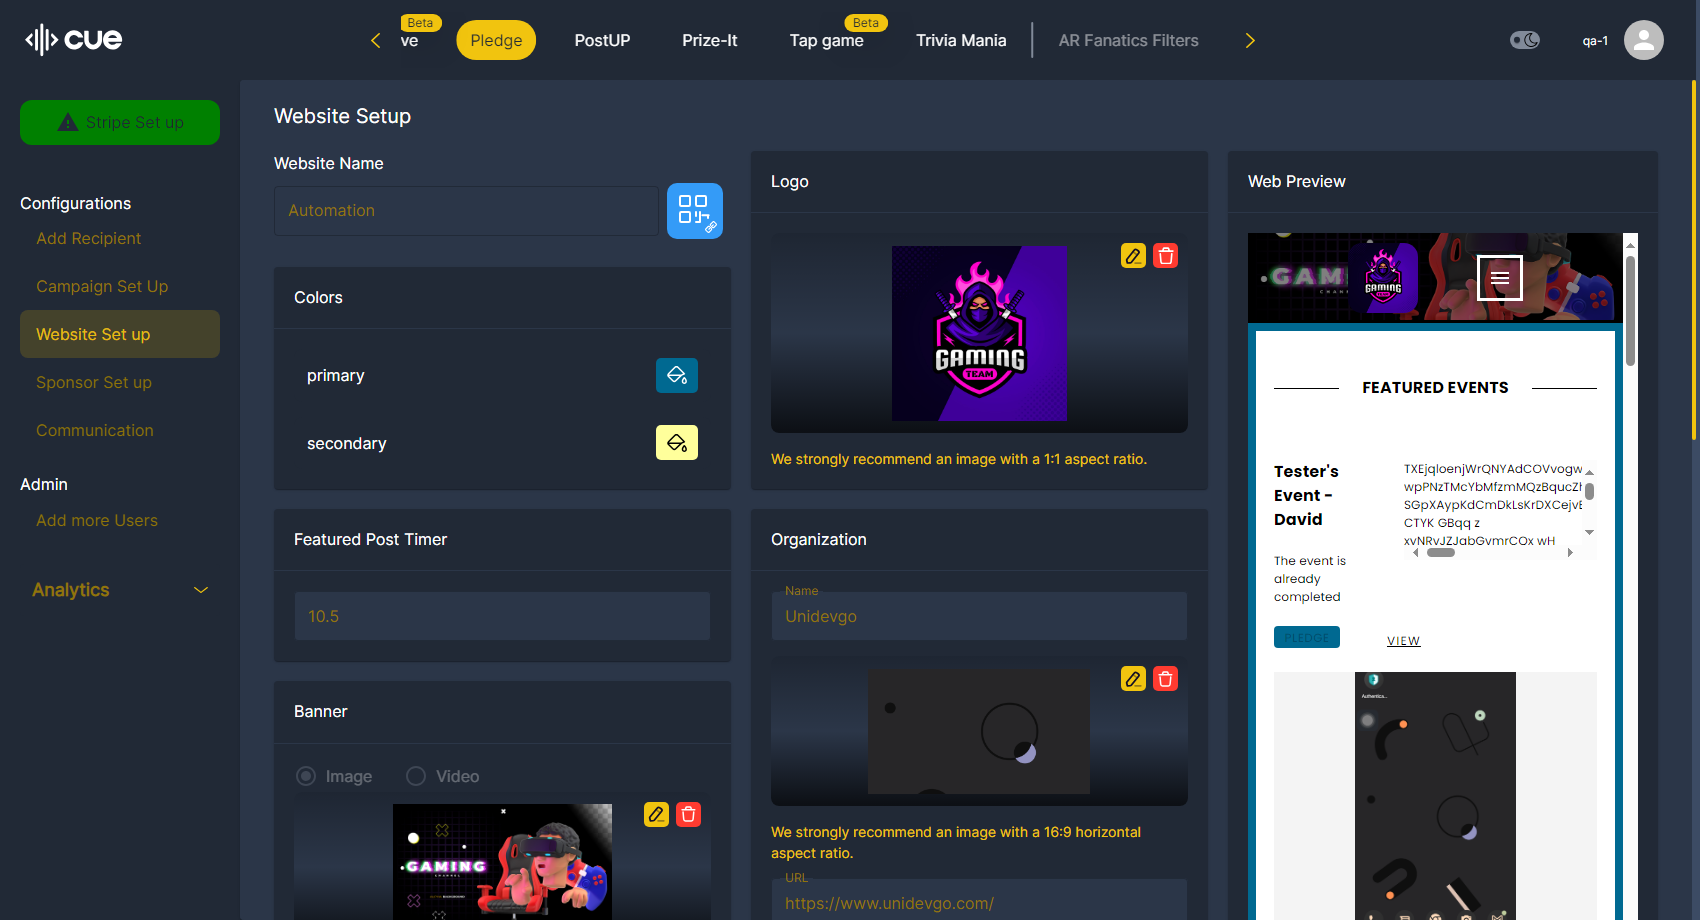 cue
Beta
ve
Pledge
PostUP
Prize-It
Beta
Tap game
Trivia Mania
AR Fanatics Filters
qa-1
Stripe Set up
Configurations
Add Recipient
Campaign Set Up
Website Set up
Sponsor Set up
Communication
Admin
Add more Users
Analytics
Website Setup
Website Name
Automation
Colors
primary
secondary
Featured Post Timer
10.5
Banner
Image
Video
GAMING
Logo
GAMING
TEAM
We strongly recommend an image with a 1:1 aspect ratio.
Organization
Name
Unidevgo
We strongly recommend an image with a 16:9 horizontal
aspect ratio.
URL
https://www.unidevgo.com/
Web Preview
GAM
GAMING
TEAM
FEATURED EVENTS
Tester's
Event -
David
The event is
already
completed
PLEDGE
VIEW
TXEjqloenjWrQNYAdCOVvogw
wpPNzTMcYbMfzmMQzBqucZh
SGpXAypKdCmDkLsKrDXCejvE
CTYK GBqq z
xvNRvJZJabGvmrCOx wH
Authentica...